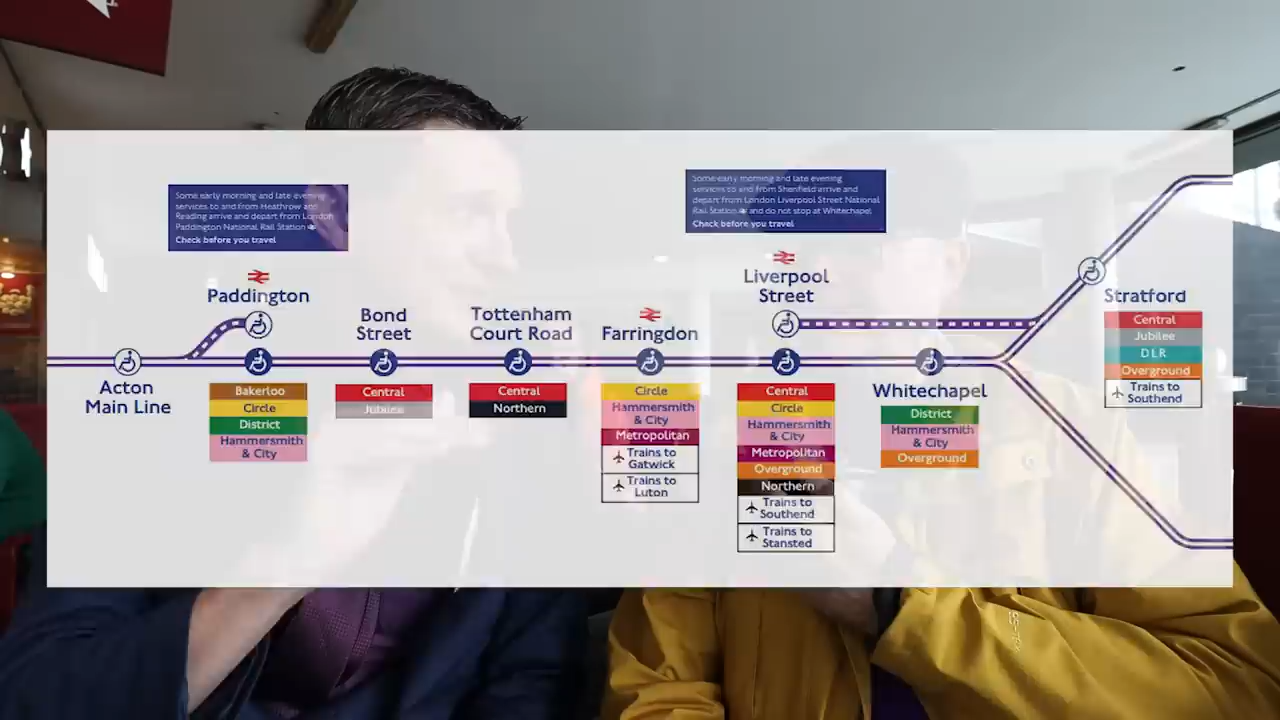 Some early morning and late evening
services to and from Heathrow and
Reading arrive and depart from London
Paddington National Rail Station
Check before you travel
Some early morning and late evening
services to and from Shenfield arrive and
depart from London Liverpool Street National
Rail Station and do not stop at Whitechapel
Check before you travel
Acton
Main Line
Paddington
Bakerloo
Circle
District
Hammersmith
& City
Bond
Street
Central
Jubilee
Tottenham
Court Road
Central
Northern
Farringdon
Circle
Hammersmith
& City
Metropolitan
Trains to
Gatwick
Trains to
Luton
Liverpool
Street
Central
Circle
Hammersmith
& City
Metropolitan
Overground
Northern
Trains to
Southend
Trains to
Stansted
Whitechapel
District
Hammersmith
& City
Overground
Stratford
Central
Jubilee
DLR
Overground
Trains to
Southend